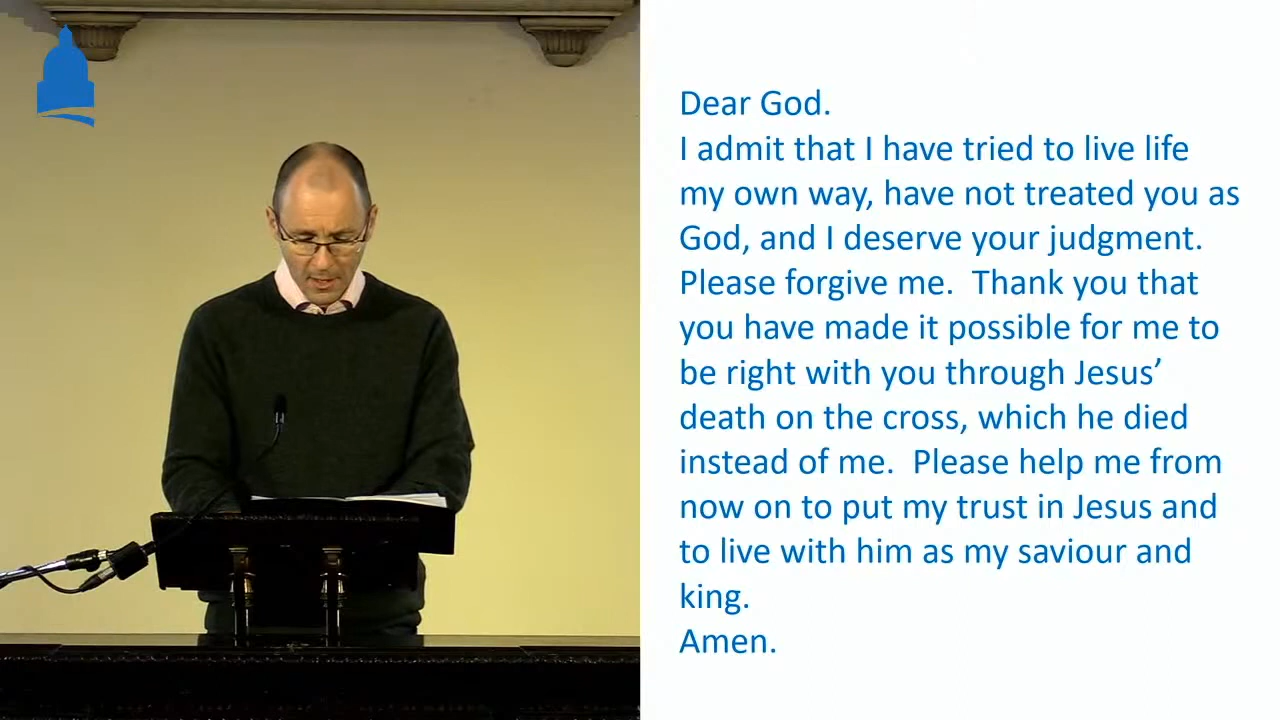 Dear God.
I admit that I have tried to live life
my own way, have not treated you as
God, and I deserve your judgment.
Please forgive me.  Thank you that
you have made it possible for me to
be right with you through Jesus’
death on the cross, which he died
instead of me.  Please help me from
now on to put my trust in Jesus and
to live with him as my saviour and
king.
Amen.